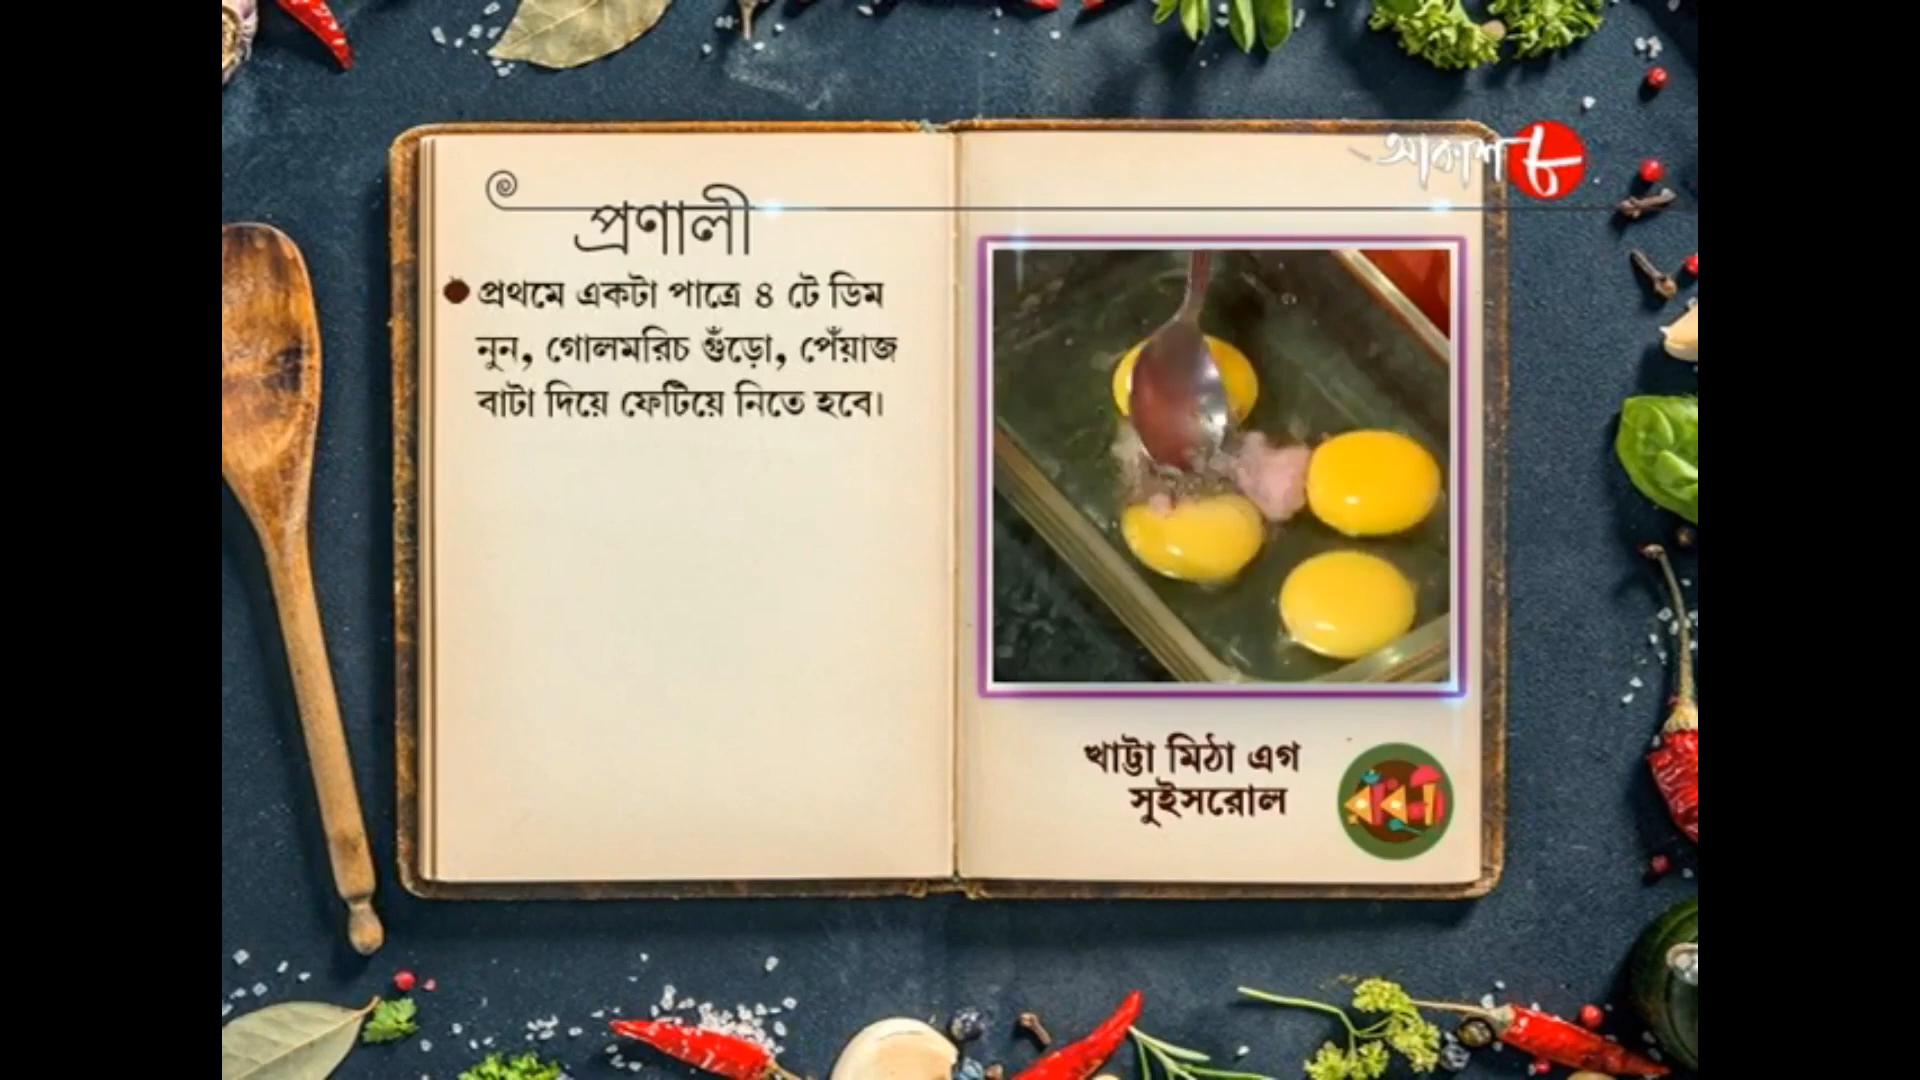 আকাশ ৮
প্রণালী
প্রথমে একটা পাত্রে ৪ টে ডিম
নুন, গোলমরিচ গুঁড়ো, পেঁয়াজ
বাটা দিয়ে ফেটিয়ে নিতে হবে।
খাট্টা মিঠা এগ
সুইসরোল